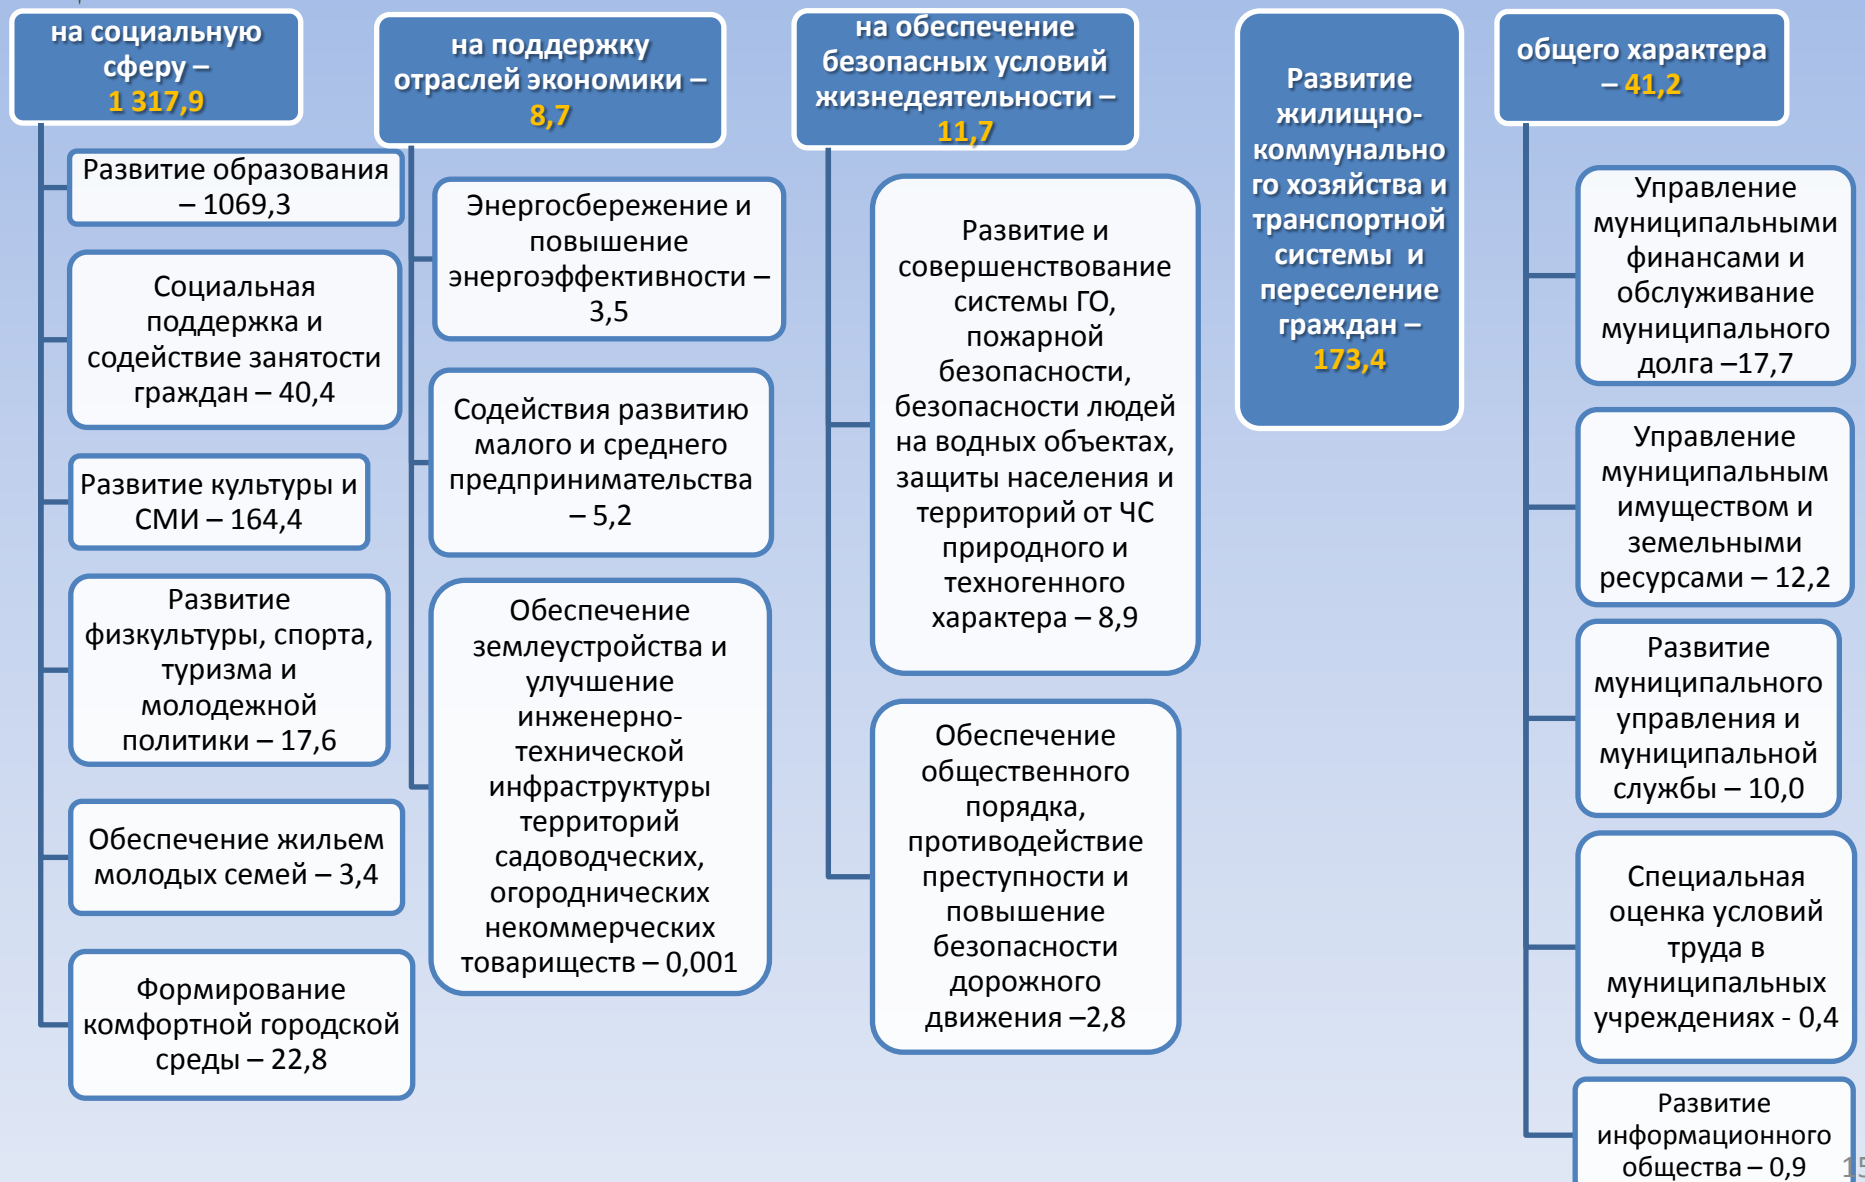 на социальную
сферу –
1 317,9
Развитие образования
– 1069,3
Социальная
поддержка и
содействие занятости
граждан – 40,4
Развитие культуры и
СМИ – 164,4
Развитие
физкультуры, спорта,
туризма и
молодежной
политики – 17,6
Обеспечение жильем
молодых семей – 3,4
Формирование
комфортной городской
среды – 22,8
на поддержку
отраслей экономики –
8,7
Энергосбережение и
повышение
энергоэффективности –
3,5
Содействия развитию
малого и среднего
предпринимательства
– 5,2
Обеспечение
землеустройства и
улучшение
инженерно-
технической
инфраструктуры
территорий
садоводческих,
огороднических
некоммерческих
товариществ – 0,001
на обеспечение
безопасных условий
жизнедеятельности –
11,7
Развитие и
совершенствование
системы ГО,
пожарной
безопасности,
безопасности людей
на водных объектах,
защиты населения и
территорий от ЧС
природного и
техногенного
характера – 8,9
Обеспечение
общественного
порядка,
противодействие
преступности и
повышение
безопасности
дорожного
движения –2,8
Развитие
жилищно-
коммунально
го хозяйства и
транспортной
системы и
переселение
граждан –
173,4
общего характера
– 41,2
Управление
муниципальными
финансами и
обслуживание
муниципального
долга –17,7
Управление
муниципальным
имуществом и
земельными
ресурсами – 12,2
Развитие
муниципального
управления и
муниципальной
службы – 10,0
Специальная
оценка условий
труда в
муниципальных
учреждениях - 0,4
Развитие
информационного
общества – 0,9
15